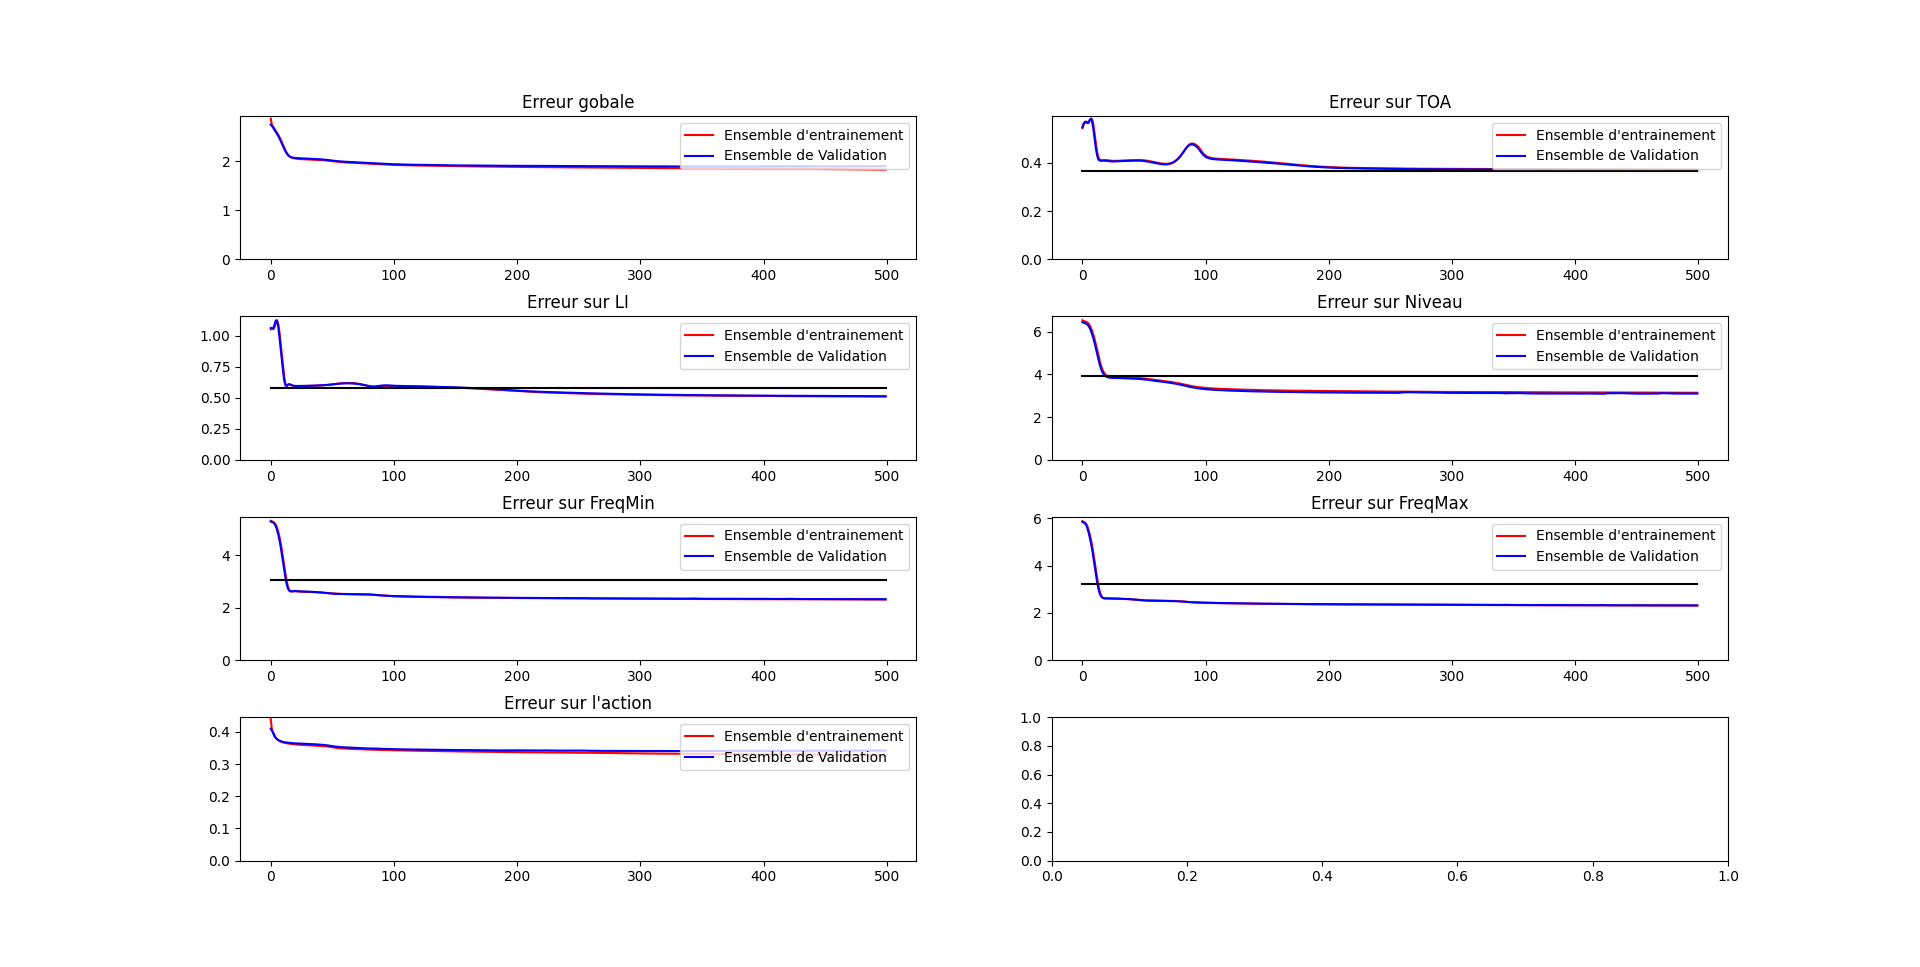 Erreur gobale
Ensemble d'entrainement
Ensemble de Validation
2
1
0
0 100 200 300 400 500
Erreur sur TOA
Ensemble d'entrainement
Ensemble de Validation
0.4
0.2
0.0
0 100 200 300 400 500
Erreur sur LI
Ensemble d'entrainement
Ensemble de Validation
1.00
0.75
0.50
0.25
0.00
0 100 200 300 400 500
Erreur sur Niveau
Ensemble d'entrainement
Ensemble de Validation
6
4
2
0
0 100 200 300 400 500
Erreur sur FreqMin
Ensemble d'entrainement
Ensemble de Validation
4
2
0
0 100 200 300 400 500
Erreur sur FreqMax
Ensemble d'entrainement
Ensemble de Validation
6
4
2
0
0 100 200 300 400 500
Erreur sur l'action
Ensemble d'entrainement
Ensemble de Validation
0.4
0.3
0.2
0.1
0.0
0 100 200 300 400 500
1.0
0.8
0.6
0.4
0.2
0.0
0.0 0.2 0.4 0.6 0.8 1.0